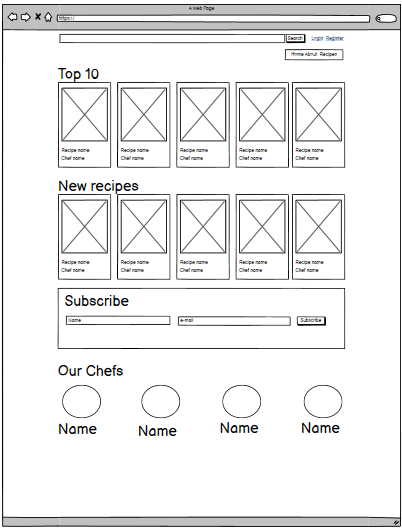 A Web Page
https://
Search Login Register
Home About Recipes
Top 10
Recipe name Recipe name Recipe name Recipe name Recipe name
Chef name Chef name Chef name Chef name Chef name
New recipes
Recipe name Recipe name Recipe name Recipe name Recipe name
Chef name Chef name Chef name Chef name Chef name
Subscribe
Name e-mail Subscribe
Our Chefs
Name Name Name Name